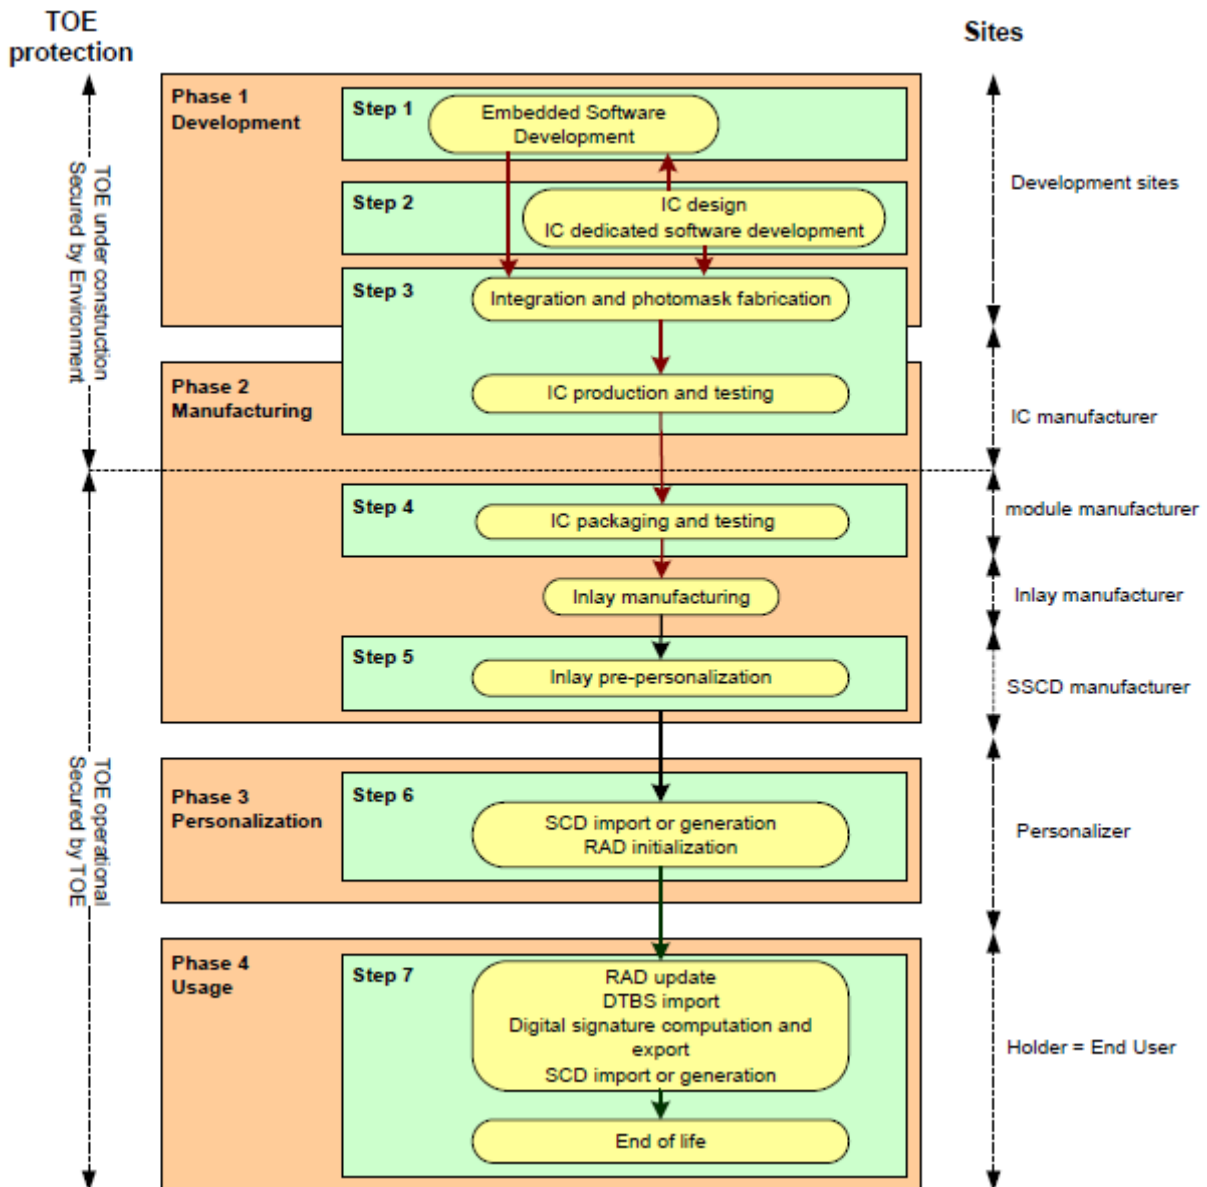 TOE
protection
Sites
Phase 1
Development
Step 1
Embedded Software
Development
Step 2
IC design
IC dedicated software development
Step 3
Integration and photomask fabrication
Development sites
TOE under construction
Secured by Environment
Phase 2
Manufacturing
IC production and testing
IC manufacturer
Step 4
IC packaging and testing
module manufacturer
Inlay manufacturing
Inlay manufacturer
Step 5
Inlay pre-personalization
SSCD manufacturer
TOE operational
Secured by TOE
Phase 3
Personalization
Step 6
SCD import or generation
RAD initialization
Personalizer
Phase 4
Usage
Step 7
RAD update
DTBS import
Digital signature computation and
export
SCD import or generation
Holder = End User
End of life